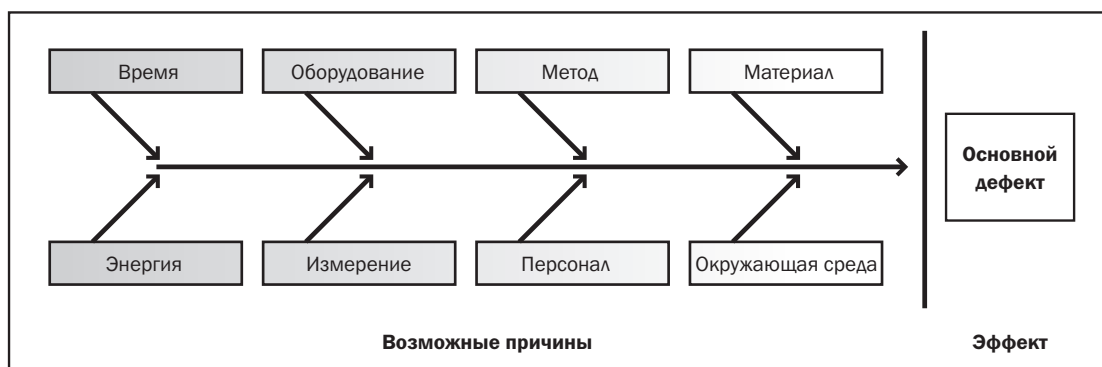 Время
Оборудование
Метод
Материал
Основной
дефект
Энергия
Измерение
Персонал
Окружающая среда
Возможные причины
Эффект